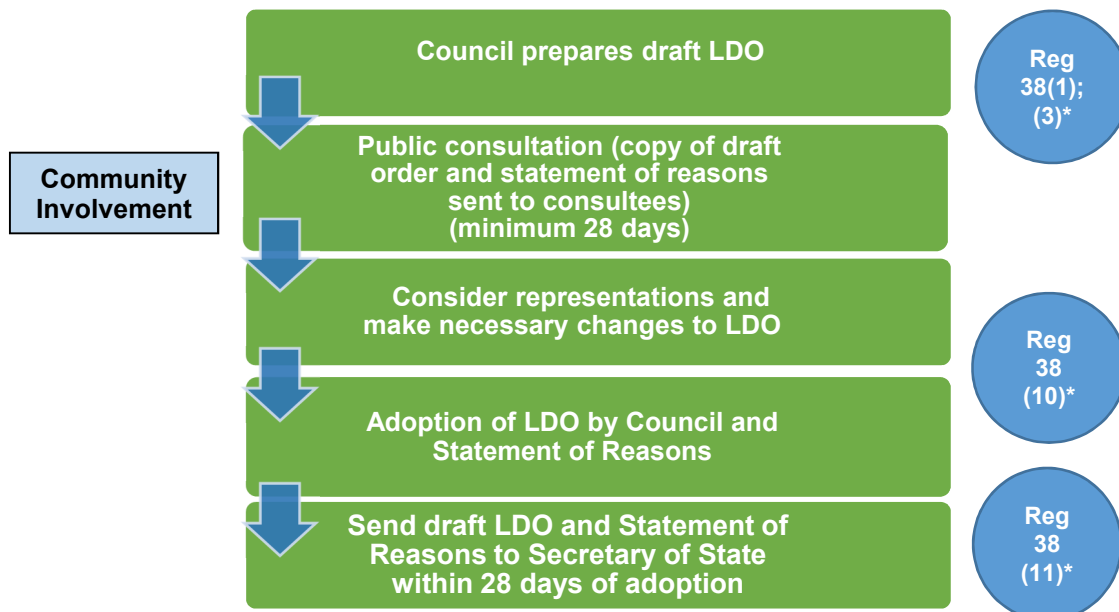 Council prepares draft LDO
Reg
38(1);
(3)*
Community
Involvement
Public consultation (copy of draft
order and statement of reasons
sent to consultees)
(minimum 28 days)
Consider representations and
make necessary changes to LDO
Reg
38
(10)*
Adoption of LDO by Council and
Statement of Reasons
Send draft LDO and Statement of
Reasons to Secretary of State
within 28 days of adoption
Reg
38
(11)*